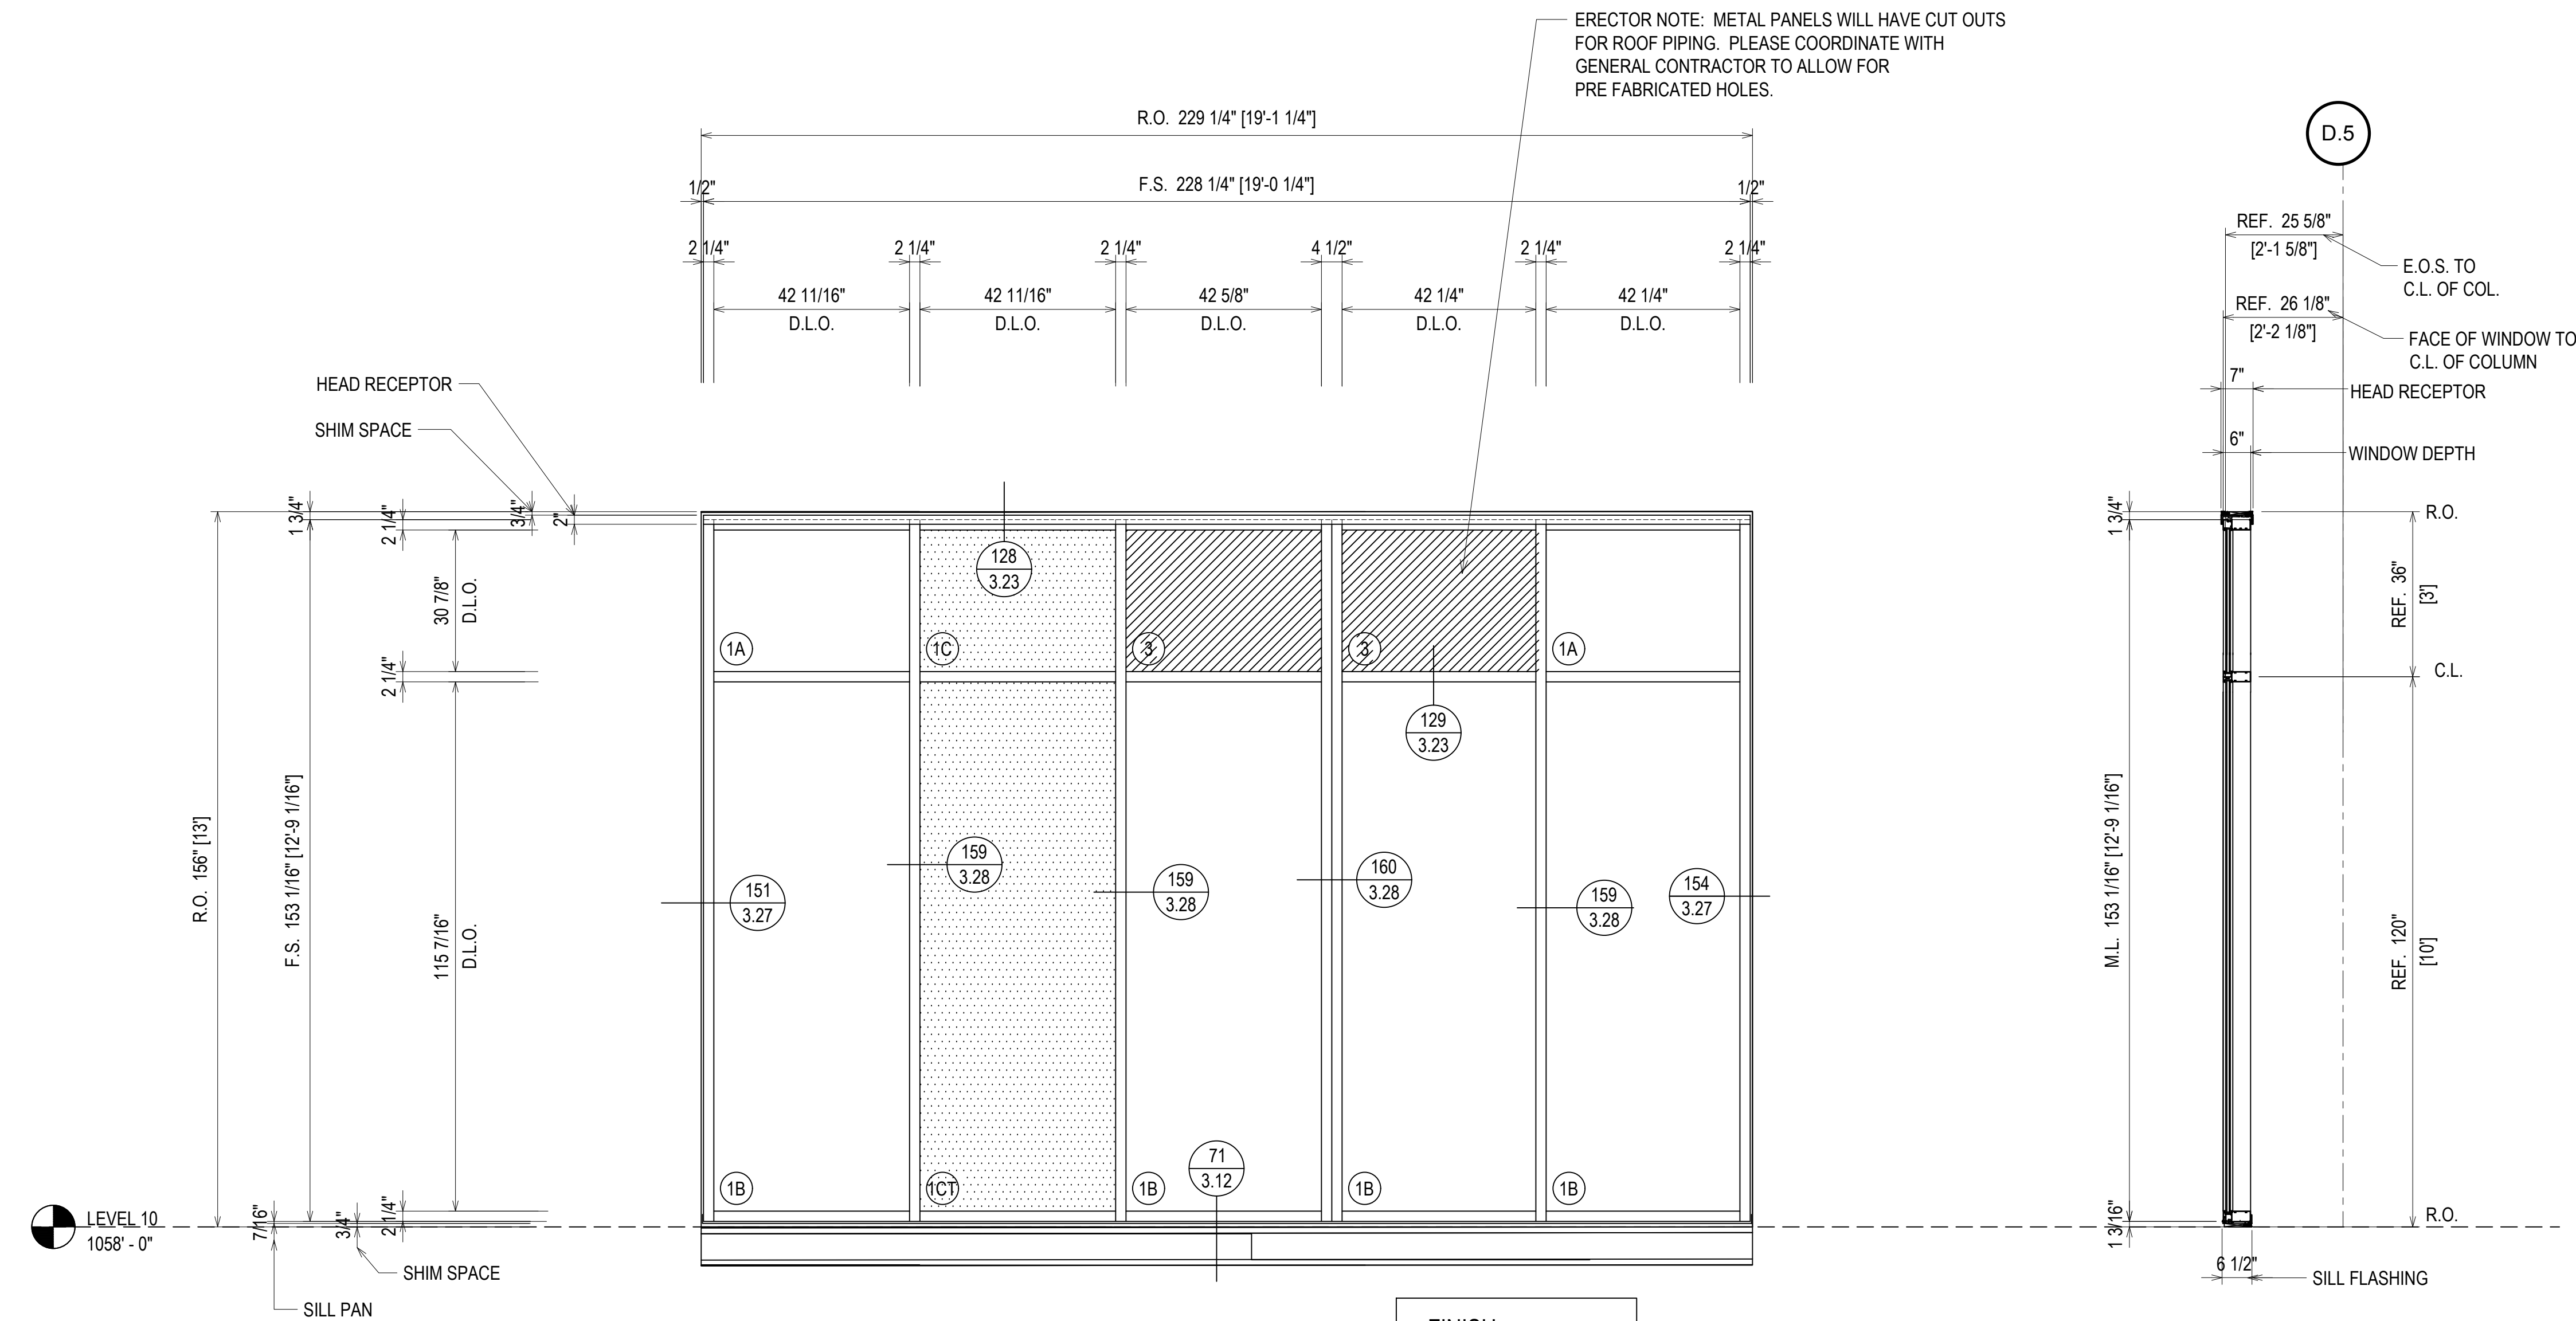 ERECTOR NOTE: METAL PANELS WILL HAVE CUT OUTS
FOR ROOF PIPING. PLEASE COORDINATE WITH
GENERAL CONTRACTOR TO ALLOW FOR
PRE FABRICATED HOLES.
R.O. 229 1/4" [19'-1 1/4"]
1/2"
F.S. 228 1/4" [19'-0 1/4"]
1/2"
2 1/4"
2 1/4"
2 1/4"
4 1/2"
2 1/4"
2 1/4"
42 11/16"
D.L.O.
42 11/16"
D.L.O.
42 5/8"
D.L.O.
42 1/4"
D.L.O.
42 1/4"
D.L.O.
D.5
REF. 25 5/8"
[2'-1 5/8"]
E.O.S. TO
C.L. OF COL.
REF. 26 1/8"
[2'-2 1/8"]
FACE OF WINDOW TO
C.L. OF COLUMN
7"
HEAD RECEPTOR
6"
WINDOW DEPTH
HEAD RECEPTOR
SHIM SPACE
1 3/4"
2 1/4"
3/4"
2"
30 7/8"
D.L.O.
2 1/4"
R.O. 156" [13']
F.S. 153 1/16" [12'-9 1/16"]
115 7/16"
D.L.O.
7/16"
3/4"
2 1/4"
LEVEL 10
1058' - 0"
SHIM SPACE
SILL PAN
128
3.23
1A
1C
3
3
1A
129
3.23
151
3.27
159
3.28
159
3.28
160
3.28
159
3.28
154
3.27
71
3.12
1B
1CT
1B
1B
1B
1 3/4"
R.O.
REF. 36"
[3']
C.L.
M.L. 153 1/16" [12'-9 1/16"]
REF. 120"
[10']
1 3/16"
R.O.
6 1/2"
SILL FLASHING